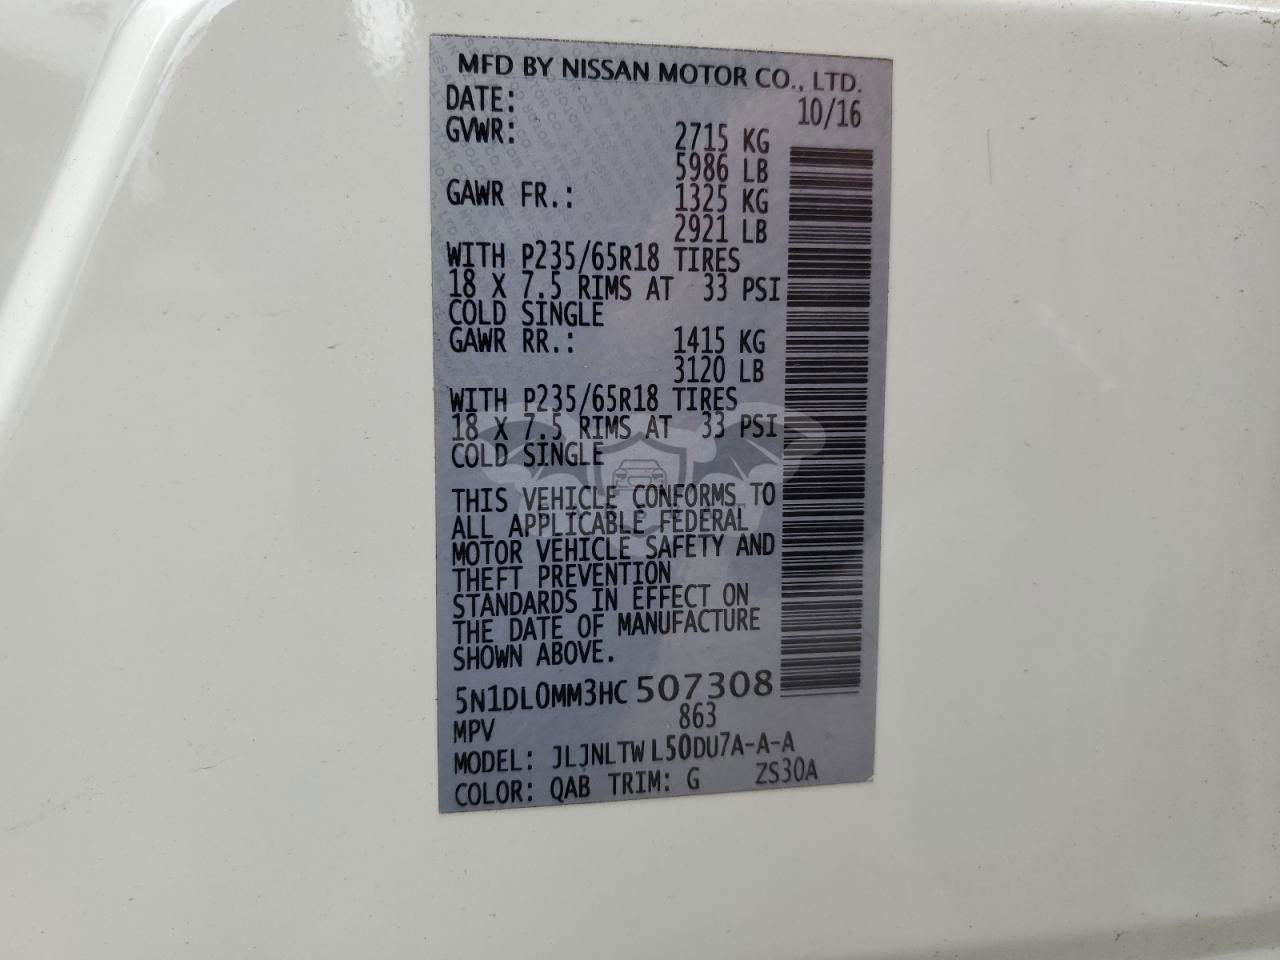 MFD BY NISSAN MOTOR CO., LTD.
DATE: 10/16
GVWR: 2715 KG
5986 LB
GAWR FR.: 1325 KG
2921 LB
WITH P235/65R18 TIRES
18 X 7.5 RIMS AT 33 PSI
COLD SINGLE
GAWR RR.: 1415 KG
3120 LB
WITH P235/65R18 TIRES
18 X 7.5 RIMS AT 33 PSI
COLD SINGLE
THIS VEHICLE CONFORMS TO
ALL APPLICABLE FEDERAL
MOTOR VEHICLE SAFETY AND
THEFT PREVENTION
STANDARDS IN EFFECT ON
THE DATE OF MANUFACTURE
SHOWN ABOVE.
5N1DL0MM3HC 507308
MPV 863
MODEL: JLJNLTW L50DU7A-A-A
COLOR: QAB TRIM: G ZS30A